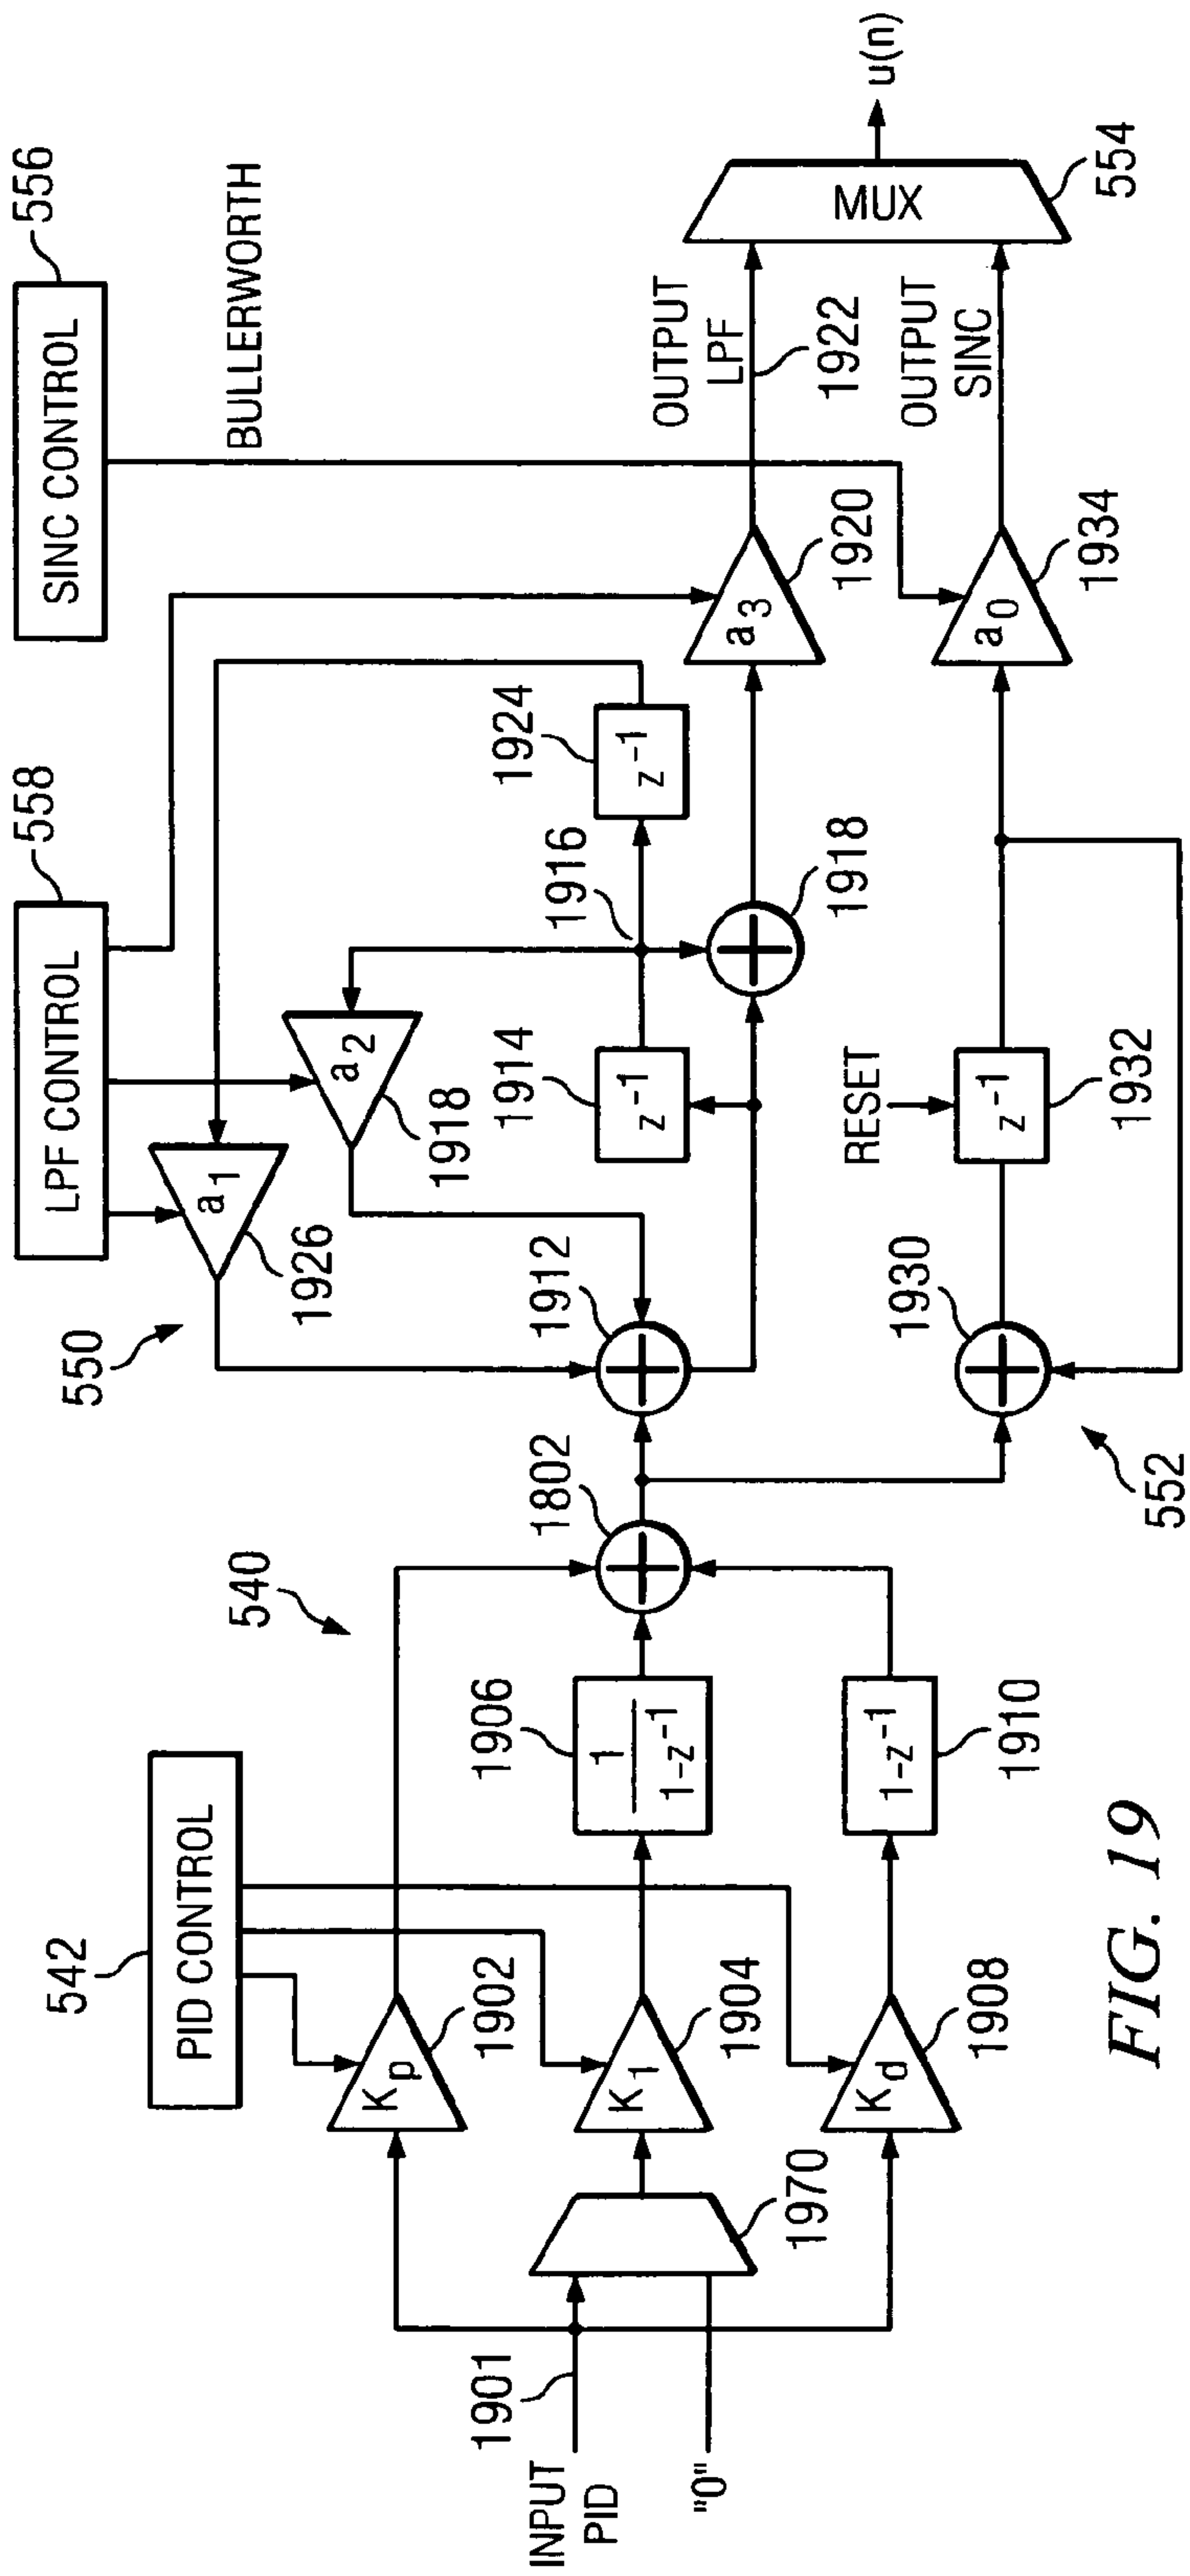 SINC CONTROL
556
BULLERWORTH
LPF CONTROL
558
550
a1
1926
a2
1918
1912
z-1
1914
1916
z-1
1924
1918
a3
1920
OUTPUT
LPF
1922
MUX
554
u(n)
PID CONTROL
542
540
INPUT
PID
1901
"0"
1970
Kp
1902
K1
1904
1
1-z-1
1906
Kd
1908
1-z-1
1910
1802
1930
552
RESET
z-1
1932
a0
1934
OUTPUT
SINC
FIG. 19